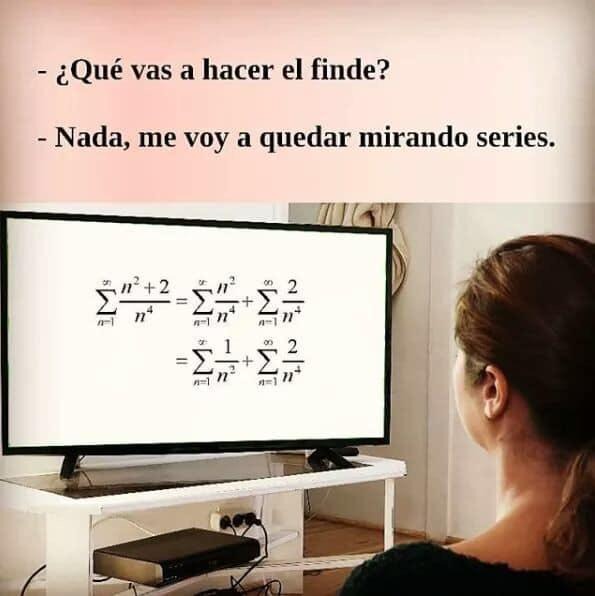 - ¿Qué vas a hacer el finde?
- Nada, me voy a quedar mirando series.
∞ ∑ n=1 n² + 2 / n⁴ = ∞ ∑ n=1 n² / n⁴ + ∞ ∑ n=1 2 / n⁴
= ∞ ∑ n=1 1 / n² + ∞ ∑ n=1 2 / n⁴